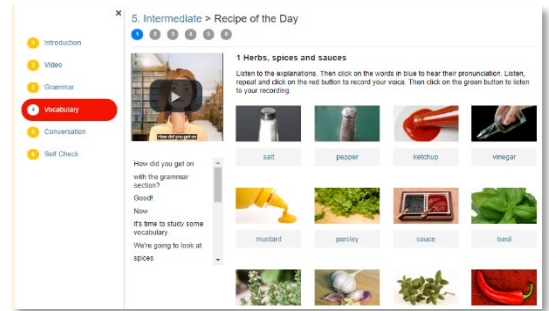 ×
5. Intermediate > Recipe of the Day
1 2 3 4 5 6
1 Introduction
2 Video
3 Grammar
4 Vocabulary
5 Conversation
6 Self Check
How did you get on
How did you get on
with the grammar
section?
Good!
Now
it's time to study some
vocabulary.
We're going to look at
spices
1 Herbs, spices and sauces
Listen to the explanations. Then click on the words in blue to hear their pronunciation. Listen,
repeat and click on the red button to record your voice. Then click on the green button to listen
to your recording.
salt
pepper
ketchup
vinegar
mustard
parsley
sauce
basil